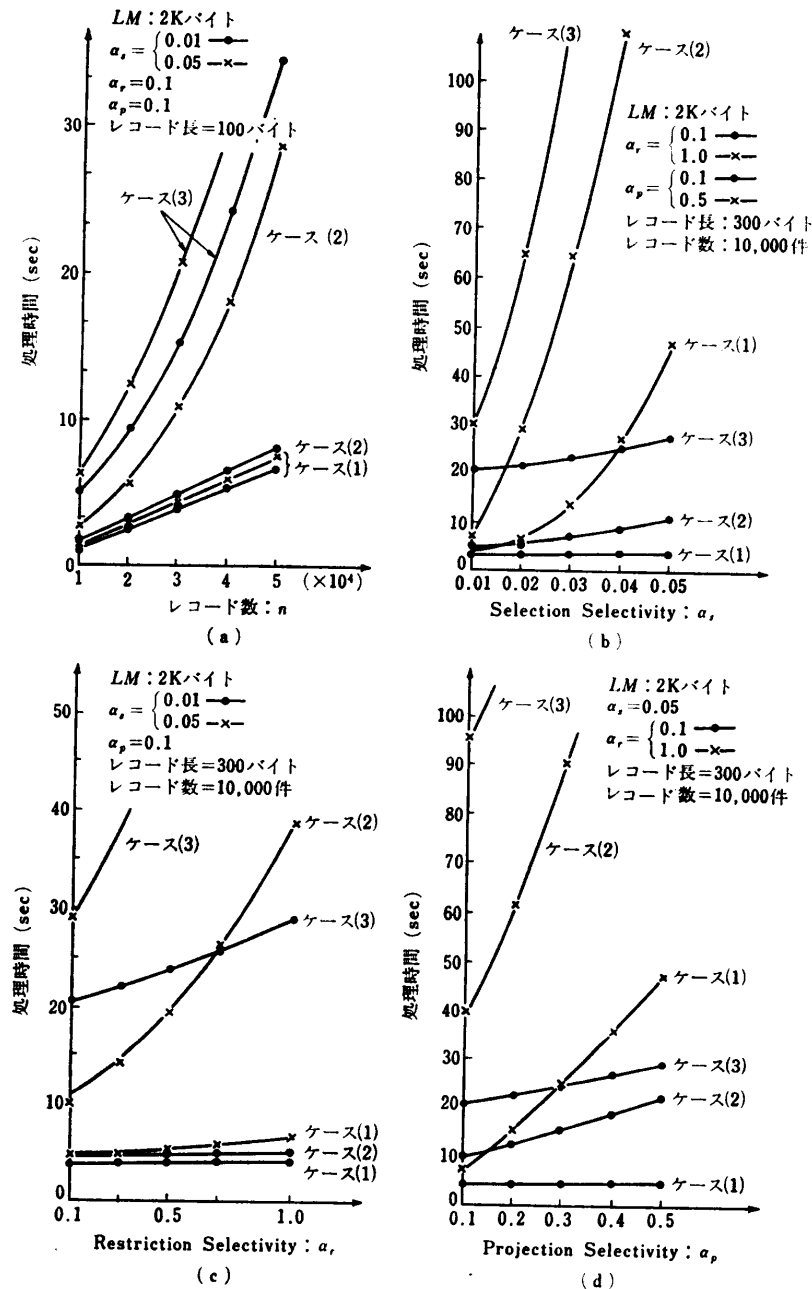 LM:2Kバイト
αs={0.01
0.05
αr=0.1
αp=0.1
レコード長=100バイト
ケース(3)
ケース(2)
ケース(2)
ケース(1)
処理時間 (sec)
30
20
10
0
1 2 3 4 5 (×10⁴)
レコード数:n
(a)
ケース(3)
ケース(2)
LM:2Kバイト
αr={0.1
1.0
αp={0.1
0.5
レコード長:300バイト
レコード数:10,000件
ケース(1)
ケース(3)
ケース(2)
ケース(1)
処理時間 (sec)
100
90
80
70
60
50
40
30
20
10
0
0.01 0.02 0.03 0.04 0.05
Selection Selectivity:αs
(b)
LM:2Kバイト
αs={0.01
0.05
αp=0.1
レコード長=300バイト
レコード数=10,000件
ケース(3)
ケース(2)
ケース(3)
ケース(1)
ケース(2)
ケース(1)
処理時間 (sec)
50
40
30
20
10
0
0.1 0.5 1.0
Restriction Selectivity:αr
(c)
ケース(3)
LM:2Kバイト
αs=0.05
αr={0.1
1.0
レコード長=300バイト
レコード数=10,000件
ケース(2)
ケース(1)
ケース(3)
ケース(2)
ケース(1)
処理時間 (sec)
100
90
80
70
60
50
40
30
20
10
0
0.1 0.2 0.3 0.4 0.5
Projection Selectivity:αp
(d)